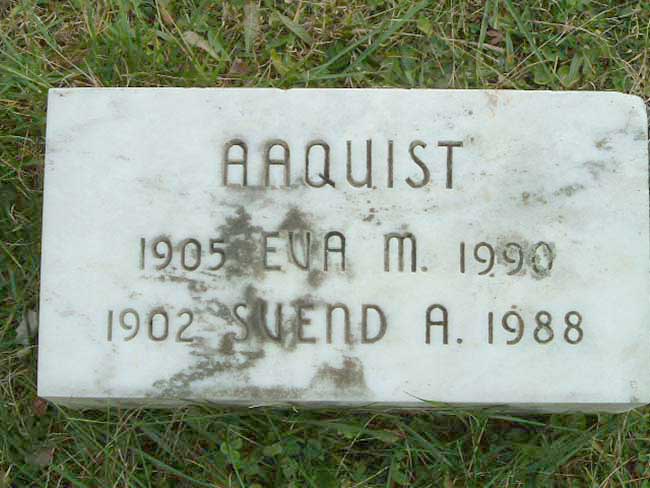 AAQUIST
1905 EVA M. 1990
1902 SVEND A. 1988